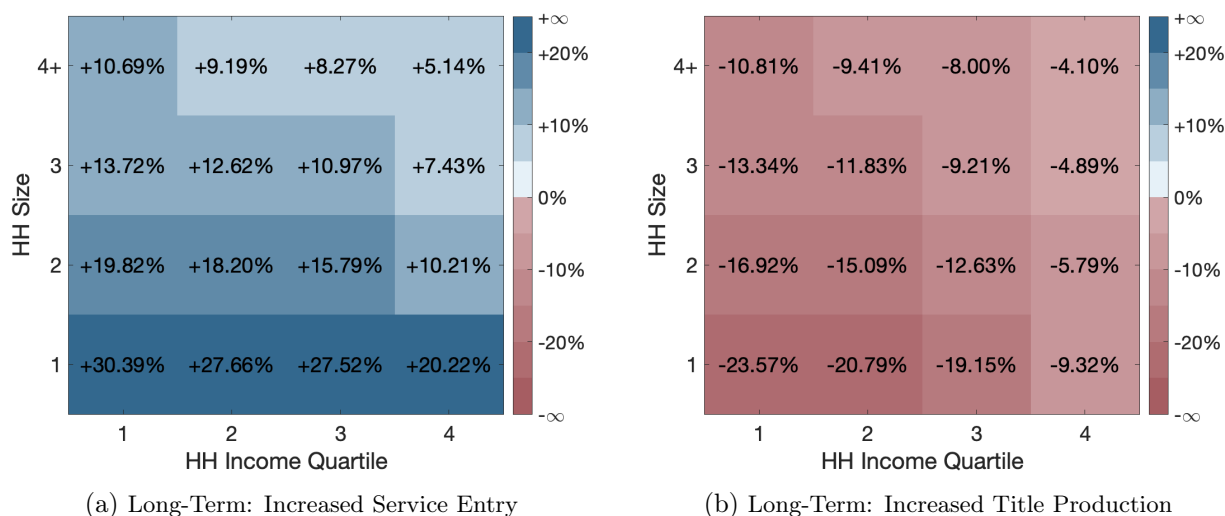 +∞
+20%
+10%
0%
-10%
-20%
-∞
4+
3
2
1
HH Size
+10.69% +9.19% +8.27% +5.14%
+13.72% +12.62% +10.97% +7.43%
+19.82% +18.20% +15.79% +10.21%
+30.39% +27.66% +27.52% +20.22%
1 2 3 4
HH Income Quartile
(a) Long-Term: Increased Service Entry
+∞
+20%
+10%
0%
-10%
-20%
-∞
4+
3
2
1
HH Size
-10.81% -9.41% -8.00% -4.10%
-13.34% -11.83% -9.21% -4.89%
-16.92% -15.09% -12.63% -5.79%
-23.57% -20.79% -19.15% -9.32%
1 2 3 4
HH Income Quartile
(b) Long-Term: Increased Title Production